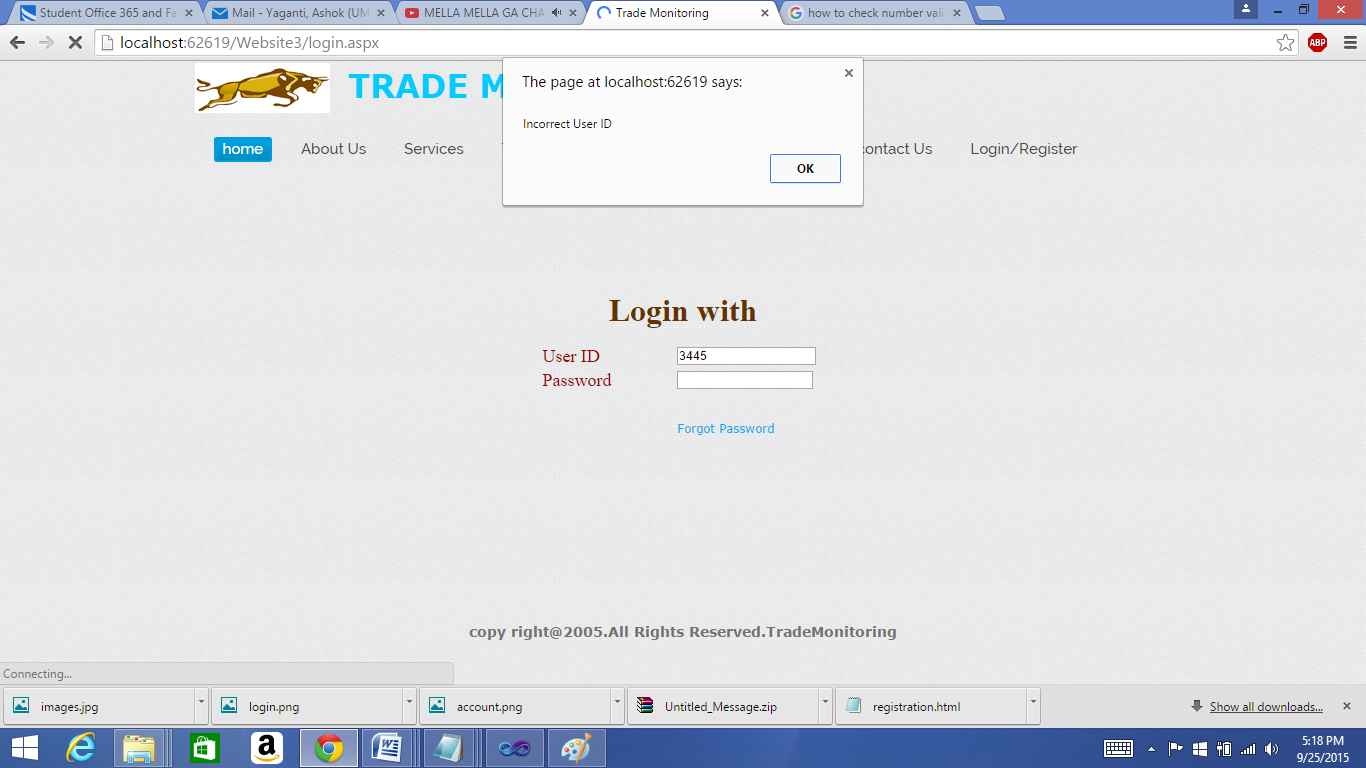 Student Office 365 and Fa
Mail - Yaganti, Ashok (UM
MELLA MELLA GA CHA
Trade Monitoring
how to check number vali
localhost:62619/Website3/login.aspx
ABP
TRADE M
The page at localhost:62619 says:
Incorrect User ID
OK
home
About Us
Services
contact Us
Login/Register
Login with
User ID
3445
Password
Forgot Password
copy right@2005.All Rights Reserved.TradeMonitoring
Connecting...
images.jpg
login.png
account.png
Untitled_Message.zip
registration.html
Show all downloads...
5:18 PM
9/25/2015